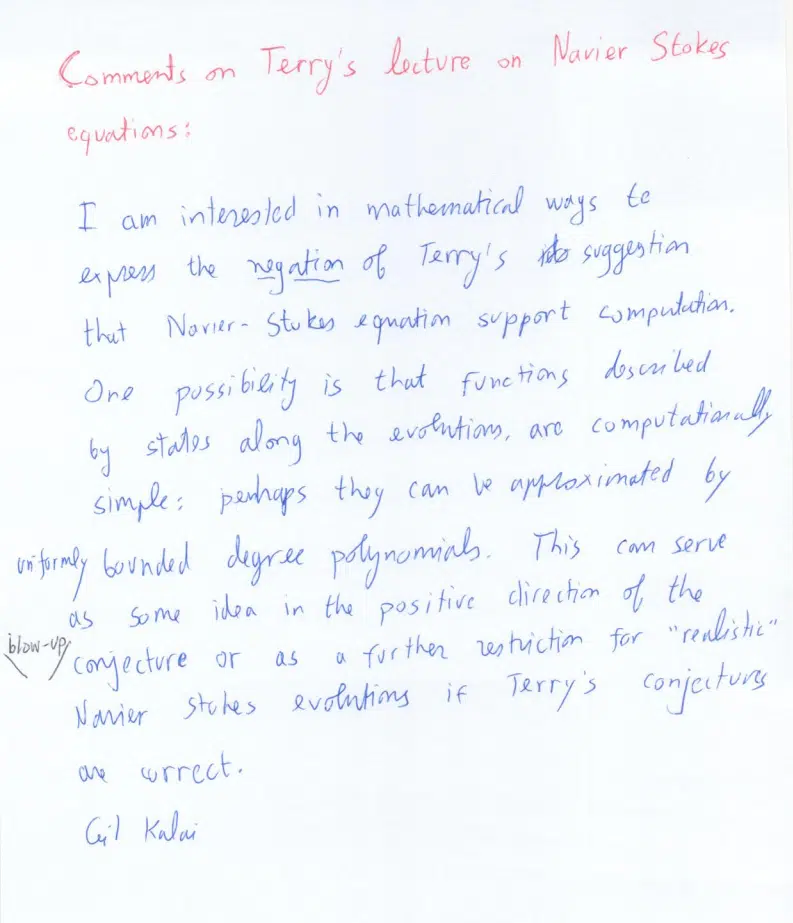 Comments on Terry's lecture on Navier Stokes
equations:
I am interested in mathematical ways to
express the negation of Terry's suggestion
that Navier-Stokes equation support computation.
One possibility is that functions described
by states along the evolutions, are computationally
simple: perhaps they can be approximated by
uniformly bounded degree polynomials. This can serve
as some idea in the positive direction of the
blow-up conjecture or as a further restriction for "realistic"
Navier Stokes evolutions if Terry's conjectures
are correct.
Gil Kalai